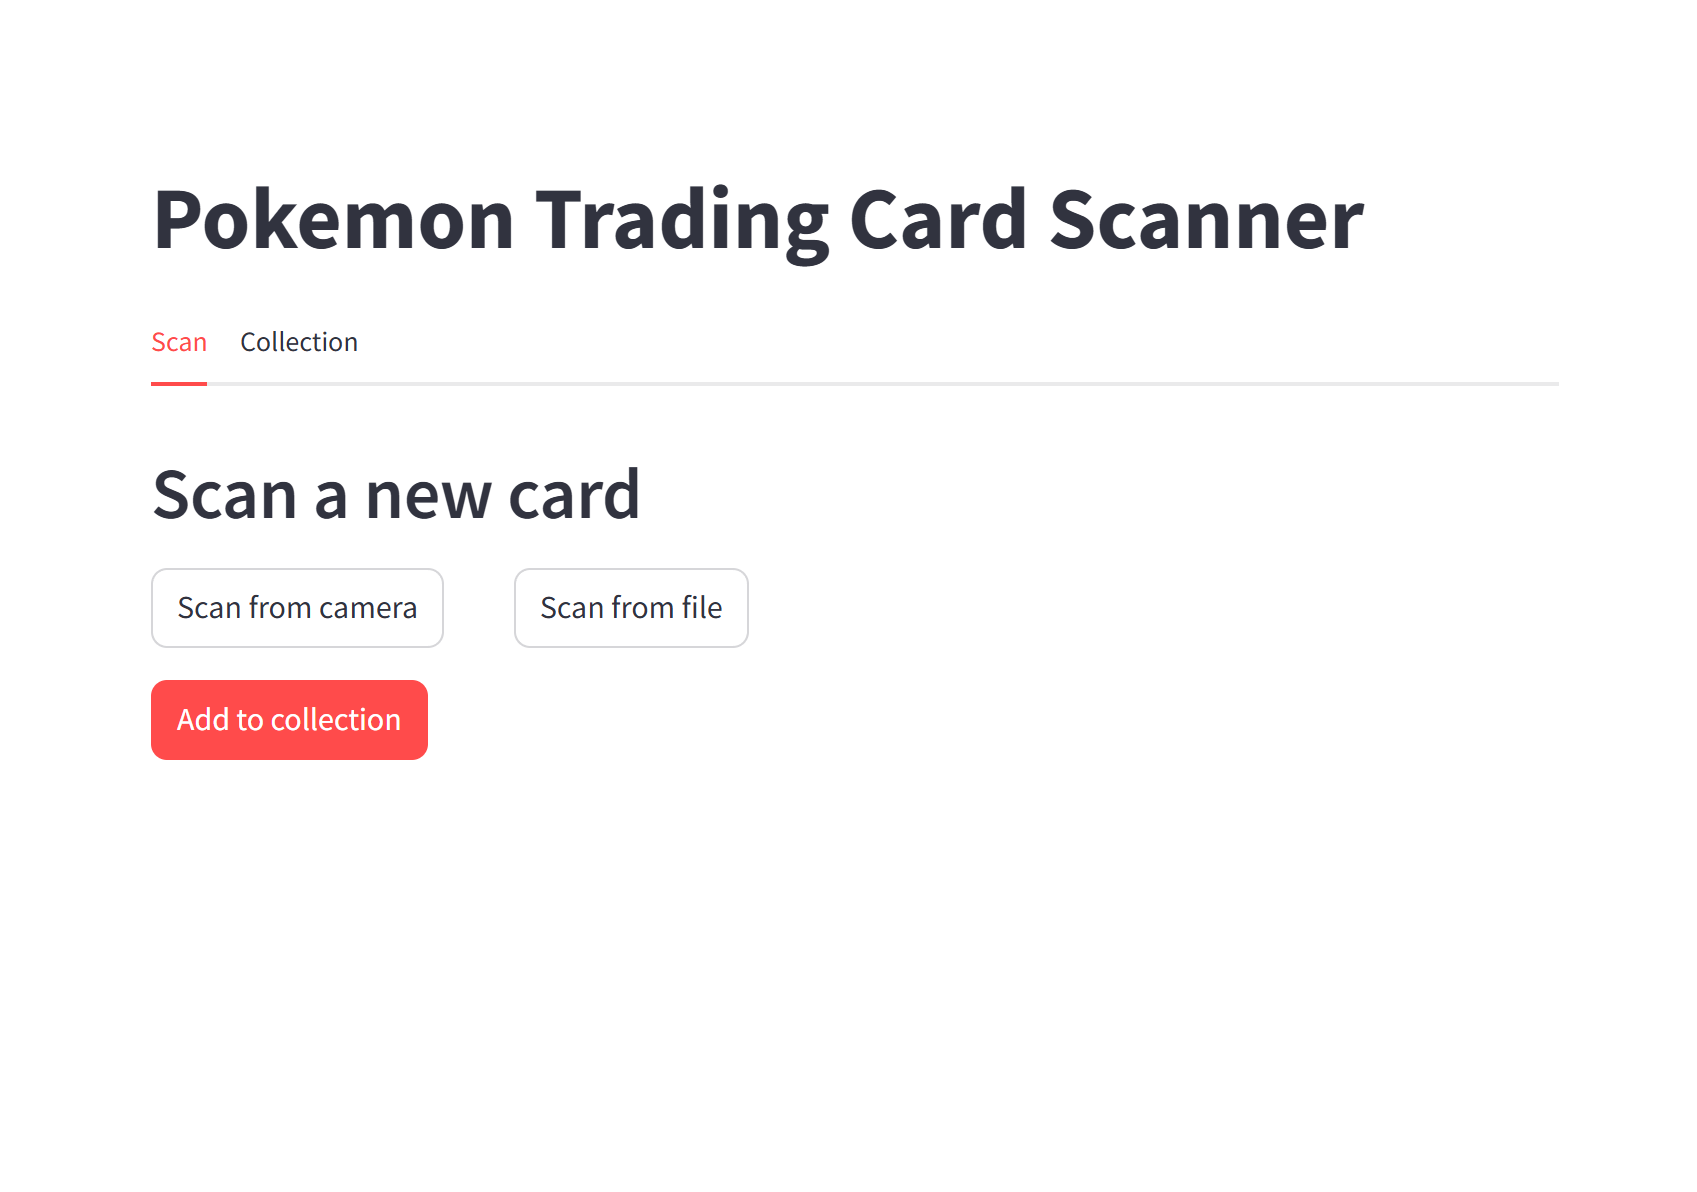 Pokemon Trading Card Scanner
Scan Collection
Scan a new card
Scan from camera Scan from file
Add to collection